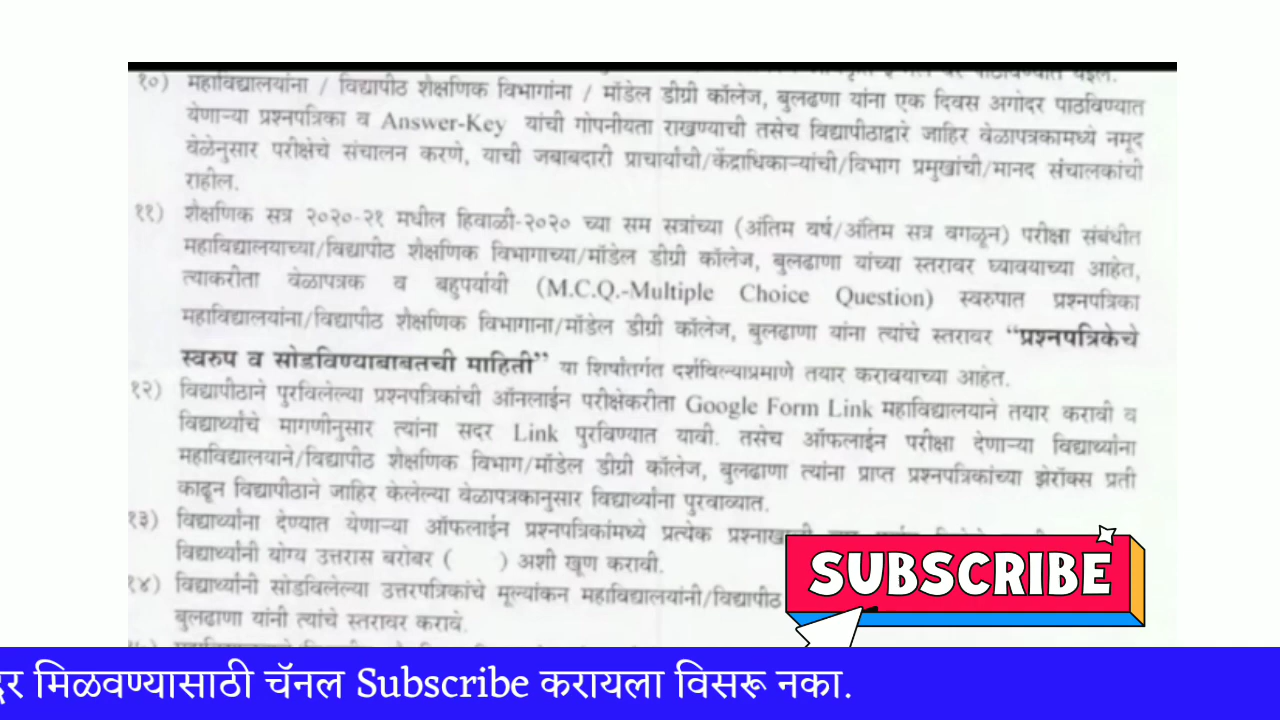 पाठविण्यात येईल.
१०) महाविद्यालयांना / विद्यापीठ शैक्षणिक विभागांना / मॉडेल डीग्री कॉलेज, बुलढणा यांना एक दिवस अगोदर पाठविण्यात
येणाऱ्या प्रश्नपत्रिका व Answer-Key यांची गोपनीयता राखण्याची तसेच विद्यापीठाद्वारे जाहिर वेळापत्रकामध्ये नमूद
वेळेनुसार परीक्षेचे संचालन करणे, याची जबाबदारी प्राचार्यांची/केंद्राधिकाऱ्यांची/विभाग प्रमुखांची/मानद संचालकांची
राहील.
११) शैक्षणिक सत्र २०२०-२१ मधील हिवाळी-२०२० च्या सम सत्रांच्या (अंतिम वर्ष/अंतिम सत्र वगळून) परीक्षा संबंधीत
महाविद्यालयाच्या/विद्यापीठ शैक्षणिक विभागाच्या/मॉडेल डीग्री कॉलेज, बुलढाणा यांच्या स्तरावर घ्यावयाच्या आहेत,
त्याकरीता वेळापत्रक व बहुपर्यायी (M.C.Q.-Multiple Choice Question) स्वरुपात प्रश्नपत्रिका
महाविद्यालयांना/विद्यापीठ शैक्षणिक विभागाना/मॉडेल डीग्री कॉलेज, बुलढाणा यांना त्यांचे स्तरावर “प्रश्नपत्रिकेचे
स्वरुप व सोडविण्याबाबतची माहिती” या शिर्षांतर्गत दर्शविल्याप्रमाणे तयार करावयाच्या आहेत.
१२) विद्यापीठाने पुरविलेल्या प्रश्नपत्रिकांची ऑनलाईन परीक्षेकरीता Google Form Link महाविद्यालयाने तयार करावी व
विद्यार्थ्यांचे मागणीनुसार त्यांना सदर Link पुरविण्यात यावी. तसेच ऑफलाईन परीक्षा देणाऱ्या विद्यार्थ्यांना
महाविद्यालयाने/विद्यापीठ शैक्षणिक विभाग/मॉडेल डीग्री कॉलेज, बुलढाणा त्यांना प्राप्त प्रश्नपत्रिकांच्या झेरॉक्स प्रती
काढून विद्यापीठाने जाहिर केलेल्या वेळापत्रकानुसार विद्यार्थ्यांना पुरवाव्यात.
१३) विद्यार्थ्यांना देण्यात येणाऱ्या ऑफलाईन प्रश्नपत्रिकांमध्ये प्रत्येक
विद्यार्थ्यांनी योग्य उत्तरास बरोबर ( ) अशी खूण करावी.
१४) विद्यार्थ्यांनी सोडविलेल्या उत्तरपत्रिकांचे मूल्यांकन महाविद्यालयांनी/विद्यापीठ
बुलढाणा यांनी त्यांचे स्तरावर करावे.
SUBSCRIBE
मिळवण्यासाठी चॅनल Subscribe करायला विसरू नका.